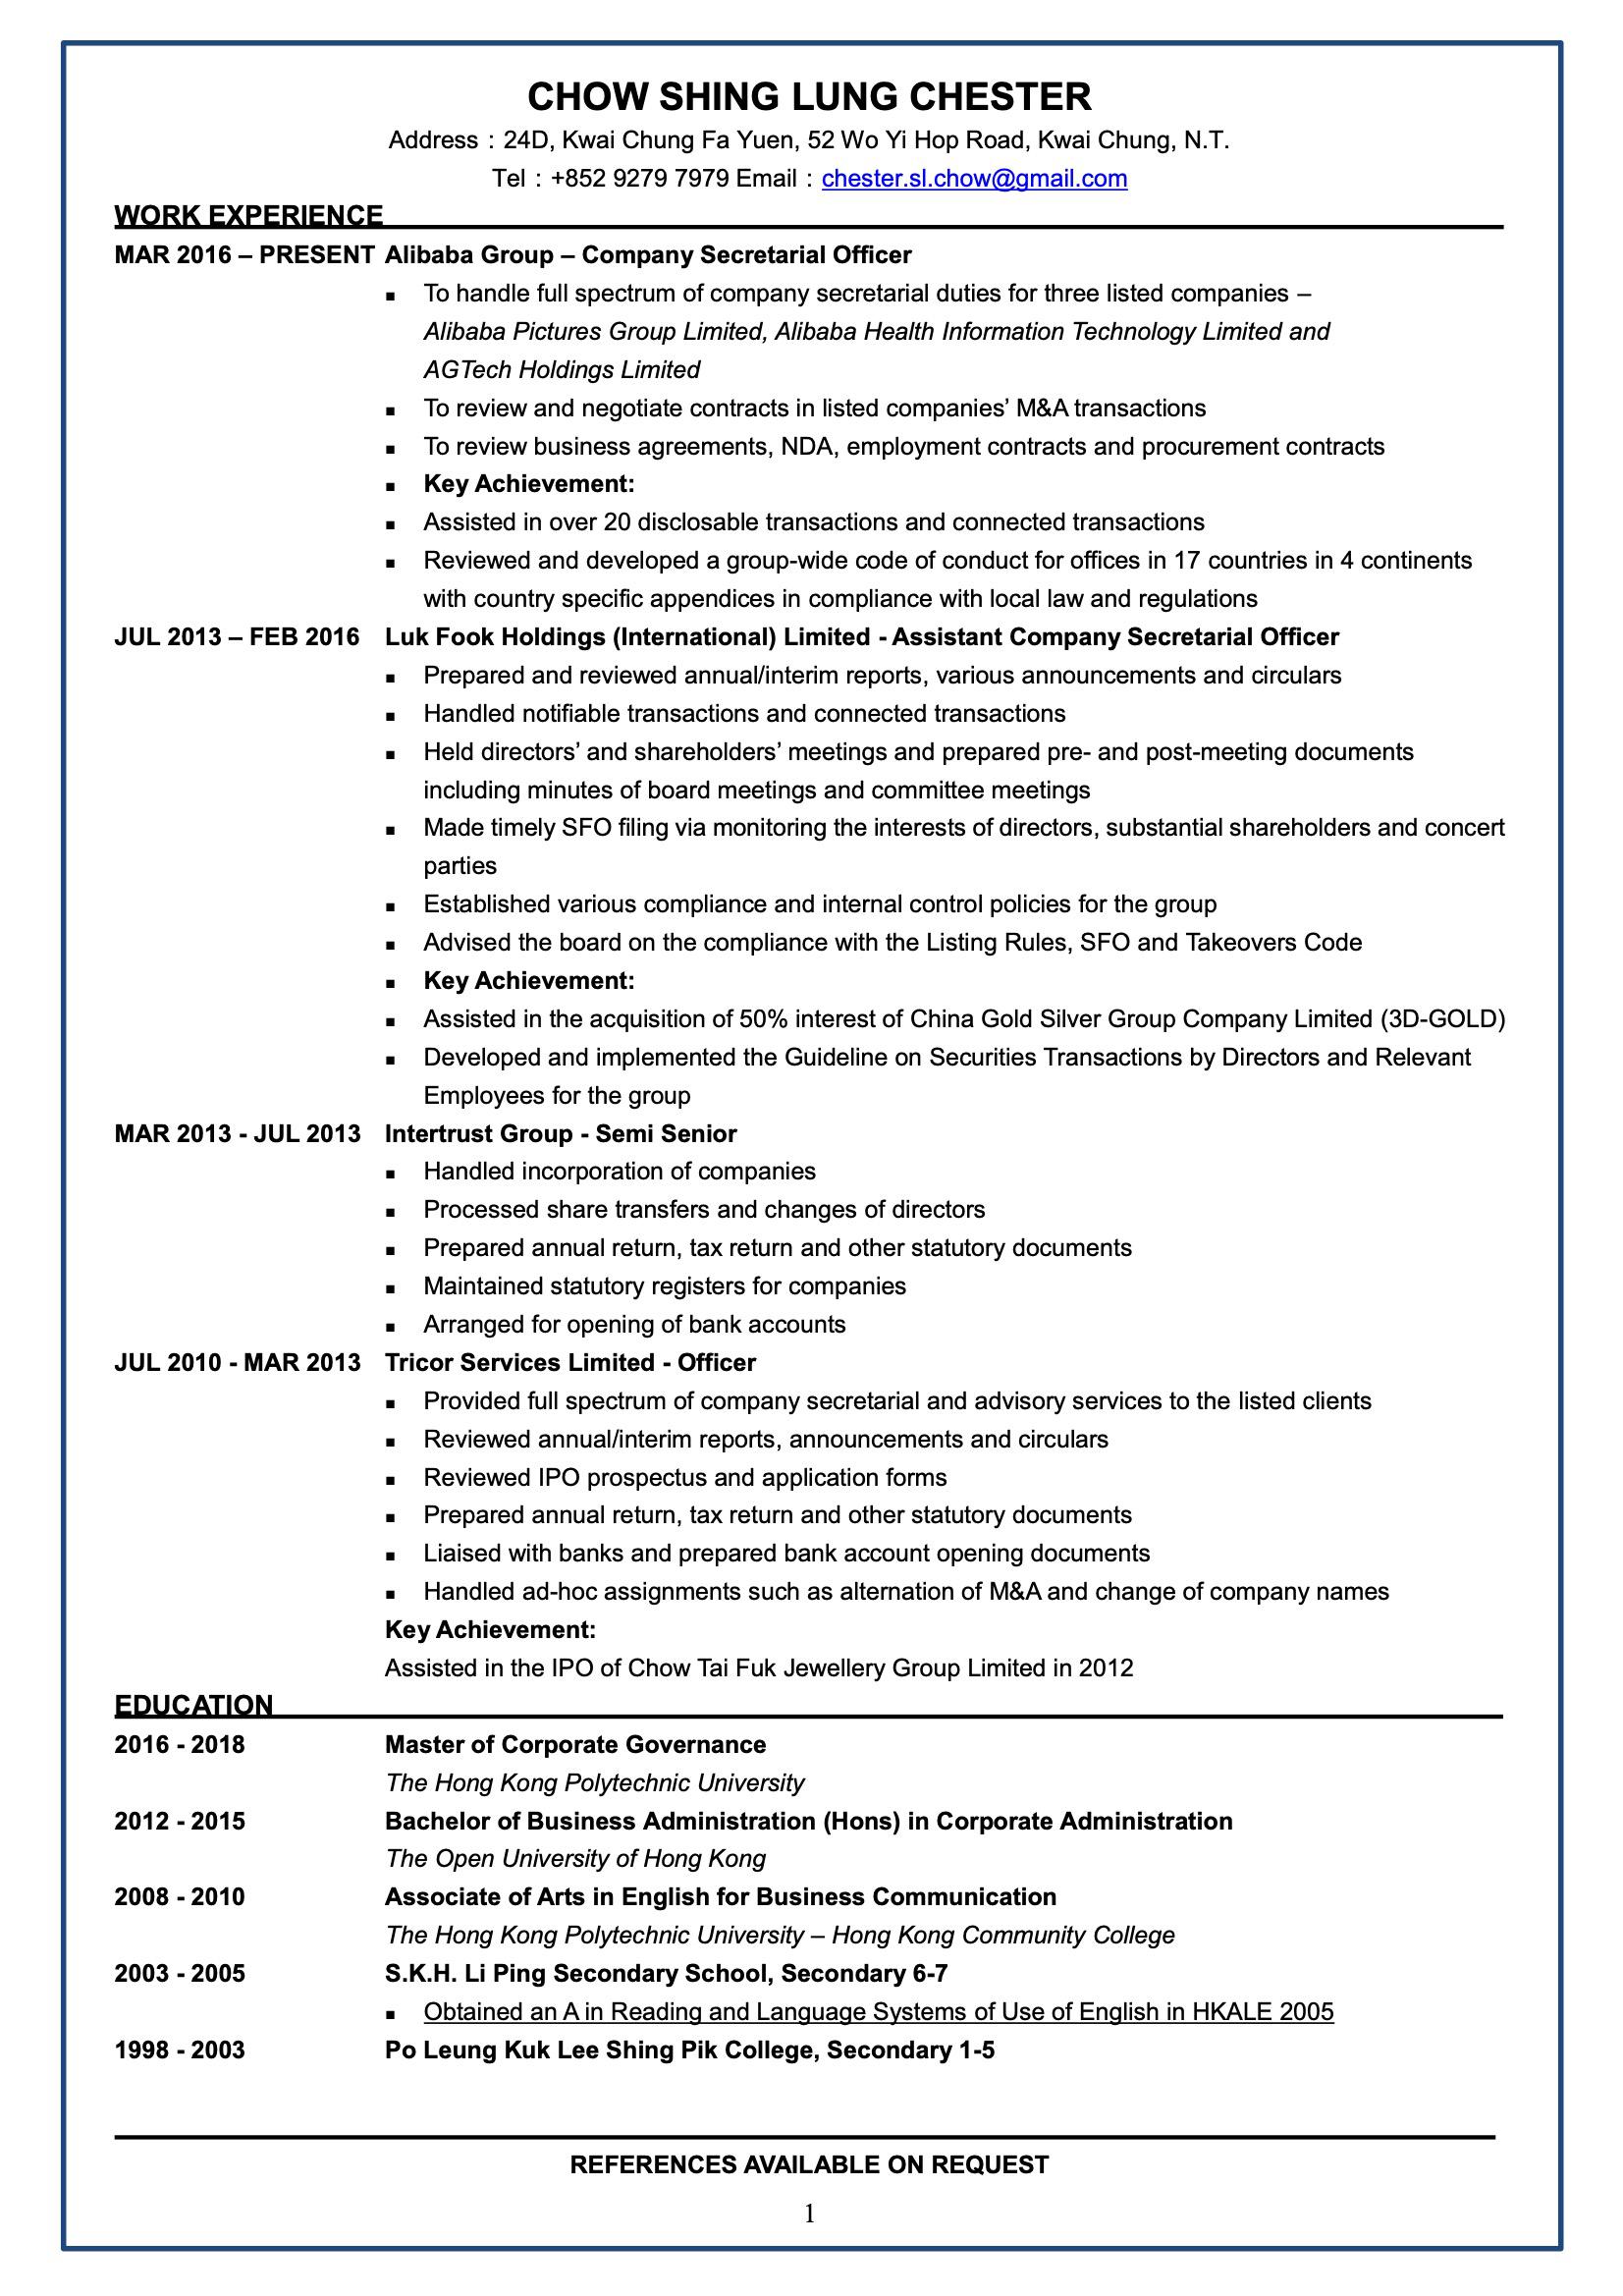 CHOW SHING LUNG CHESTER
Address：24D, Kwai Chung Fa Yuen, 52 Wo Yi Hop Road, Kwai Chung, N.T.
Tel：+852 9279 7979 Email：chester.sl.chow@gmail.com
WORK EXPERIENCE
MAR 2016 – PRESENT Alibaba Group – Company Secretarial Officer
▪ To handle full spectrum of company secretarial duties for three listed companies –
Alibaba Pictures Group Limited, Alibaba Health Information Technology Limited and
AGTech Holdings Limited
▪ To review and negotiate contracts in listed companies’ M&A transactions
▪ To review business agreements, NDA, employment contracts and procurement contracts
▪ Key Achievement:
▪ Assisted in over 20 disclosable transactions and connected transactions
▪ Reviewed and developed a group-wide code of conduct for offices in 17 countries in 4 continents
with country specific appendices in compliance with local law and regulations
JUL 2013 – FEB 2016 Luk Fook Holdings (International) Limited - Assistant Company Secretarial Officer
▪ Prepared and reviewed annual/interim reports, various announcements and circulars
▪ Handled notifiable transactions and connected transactions
▪ Held directors’ and shareholders’ meetings and prepared pre- and post-meeting documents
including minutes of board meetings and committee meetings
▪ Made timely SFO filing via monitoring the interests of directors, substantial shareholders and concert
parties
▪ Established various compliance and internal control policies for the group
▪ Advised the board on the compliance with the Listing Rules, SFO and Takeovers Code
▪ Key Achievement:
▪ Assisted in the acquisition of 50% interest of China Gold Silver Group Company Limited (3D-GOLD)
▪ Developed and implemented the Guideline on Securities Transactions by Directors and Relevant
Employees for the group
MAR 2013 - JUL 2013 Intertrust Group - Semi Senior
▪ Handled incorporation of companies
▪ Processed share transfers and changes of directors
▪ Prepared annual return, tax return and other statutory documents
▪ Maintained statutory registers for companies
▪ Arranged for opening of bank accounts
JUL 2010 - MAR 2013 Tricor Services Limited - Officer
▪ Provided full spectrum of company secretarial and advisory services to the listed clients
▪ Reviewed annual/interim reports, announcements and circulars
▪ Reviewed IPO prospectus and application forms
▪ Prepared annual return, tax return and other statutory documents
▪ Liaised with banks and prepared bank account opening documents
▪ Handled ad-hoc assignments such as alternation of M&A and change of company names
Key Achievement:
Assisted in the IPO of Chow Tai Fuk Jewellery Group Limited in 2012
EDUCATION
2016 - 2018 Master of Corporate Governance
The Hong Kong Polytechnic University
2012 - 2015 Bachelor of Business Administration (Hons) in Corporate Administration
The Open University of Hong Kong
2008 - 2010 Associate of Arts in English for Business Communication
The Hong Kong Polytechnic University – Hong Kong Community College
2003 - 2005 S.K.H. Li Ping Secondary School, Secondary 6-7
▪ Obtained an A in Reading and Language Systems of Use of English in HKALE 2005
1998 - 2003 Po Leung Kuk Lee Shing Pik College, Secondary 1-5
REFERENCES AVAILABLE ON REQUEST
1